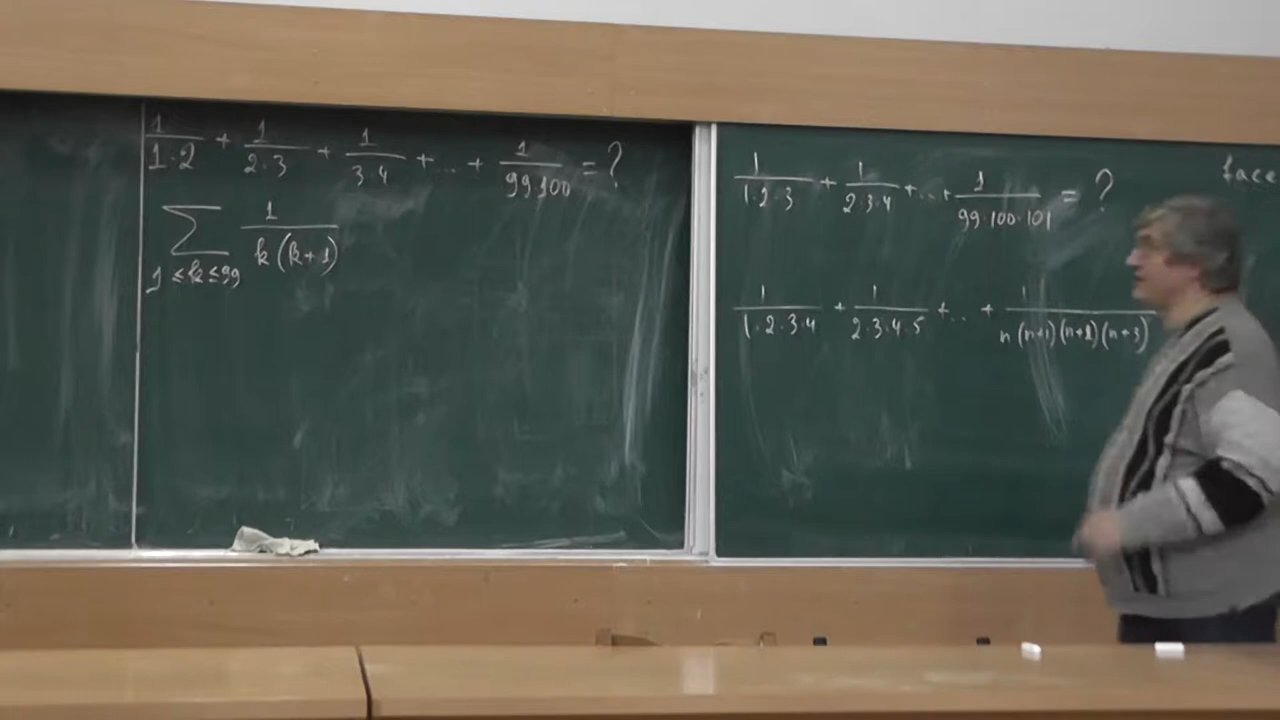 1/(1·2) + 1/(2·3) + 1/(3·4) + ... + 1/(99·100) = ?
∑_{1≤k≤99} 1/(k(k+1))
1/(1·2·3) + 1/(2·3·4) + ... + 1/(99·100·101) = ?
1/(1·2·3·4) + 1/(2·3·4·5) + ... + 1/(n(n+1)(n+2)(n+3))
face